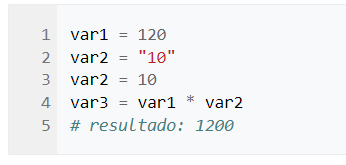 1 var1 = 120
2 var2 = "10"
3 var2 = 10
4 var3 = var1 * var2
5 # resultado: 1200